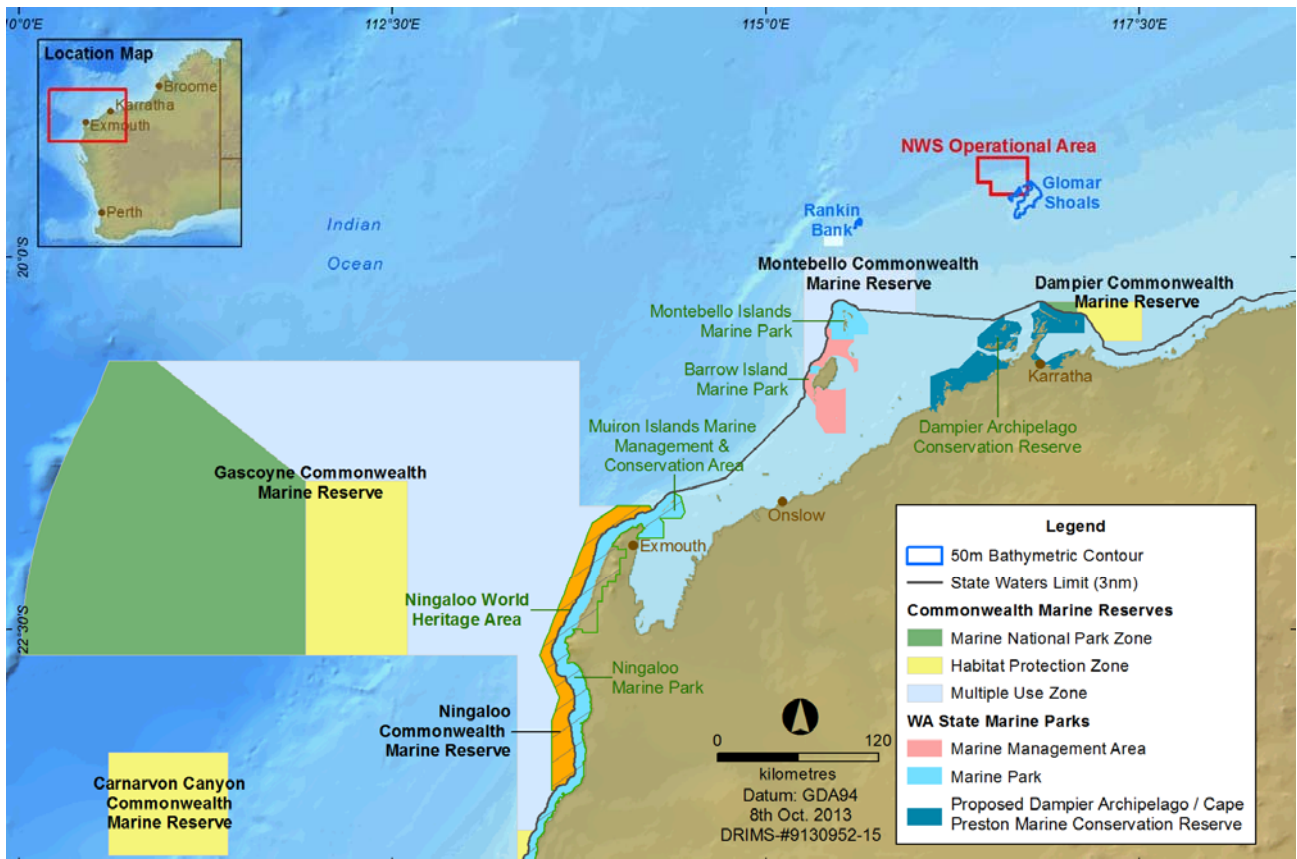 10°0'E
112°30'E
115°0'E
117°30'E
Location Map
Broome
Karratha
Exmouth
Perth
NWS Operational Area
Glomar
Shoals
Rankin
Bank
Indian
Ocean
20°0'S
Montebello Commonwealth
Marine Reserve
Dampier Commonwealth
Marine Reserve
Montebello Islands
Marine Park
Barrow Island
Marine Park
Karratha
Muiron Islands Marine
Management &
Conservation Area
Dampier Archipelago
Conservation Reserve
Gascoyne Commonwealth
Marine Reserve
Onslow
Exmouth
Ningaloo World
Heritage Area
22°30'S
Ningaloo
Marine Park
Ningaloo
Commonwealth
Marine Reserve
Carnarvon Canyon
Commonwealth
Marine Reserve
0
120
kilometres
Datum: GDA94
8th Oct. 2013
DRIMS-#9130952-15
Legend
50m Bathymetric Contour
State Waters Limit (3nm)
Commonwealth Marine Reserves
Marine National Park Zone
Habitat Protection Zone
Multiple Use Zone
WA State Marine Parks
Marine Management Area
Marine Park
Proposed Dampier Archipelago / Cape
Preston Marine Conservation Reserve